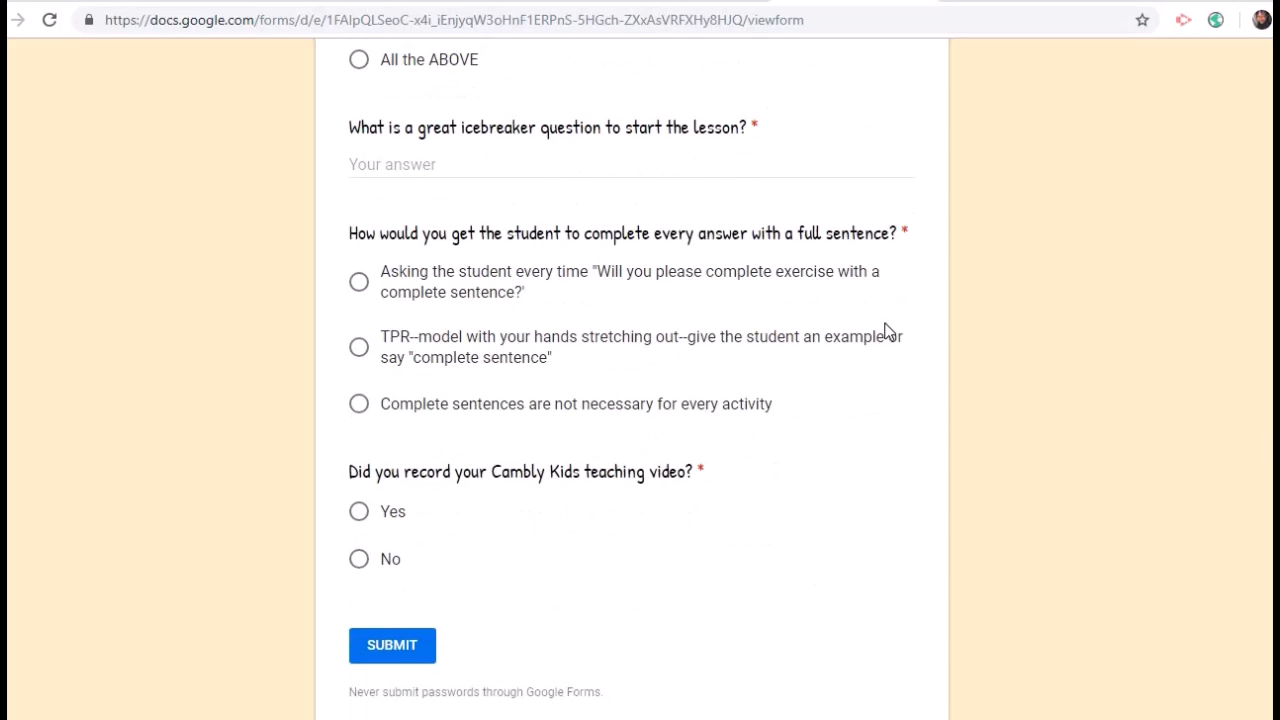 https://docs.google.com/forms/d/e/1FAIpQLSeoC-x4i_iEnjyqW3oHnF1ERPnS-5HGch-ZXxAsVRFXHy8HJQ/viewform
All the ABOVE
What is a great icebreaker question to start the lesson? *
Your answer
How would you get the student to complete every answer with a full sentence? *
Asking the student every time "Will you please complete exercise with a
complete sentence?'
TPR--model with your hands stretching out--give the student an example or
say "complete sentence"
Complete sentences are not necessary for every activity
Did you record your Cambly Kids teaching video? *
Yes
No
SUBMIT
Never submit passwords through Google Forms.